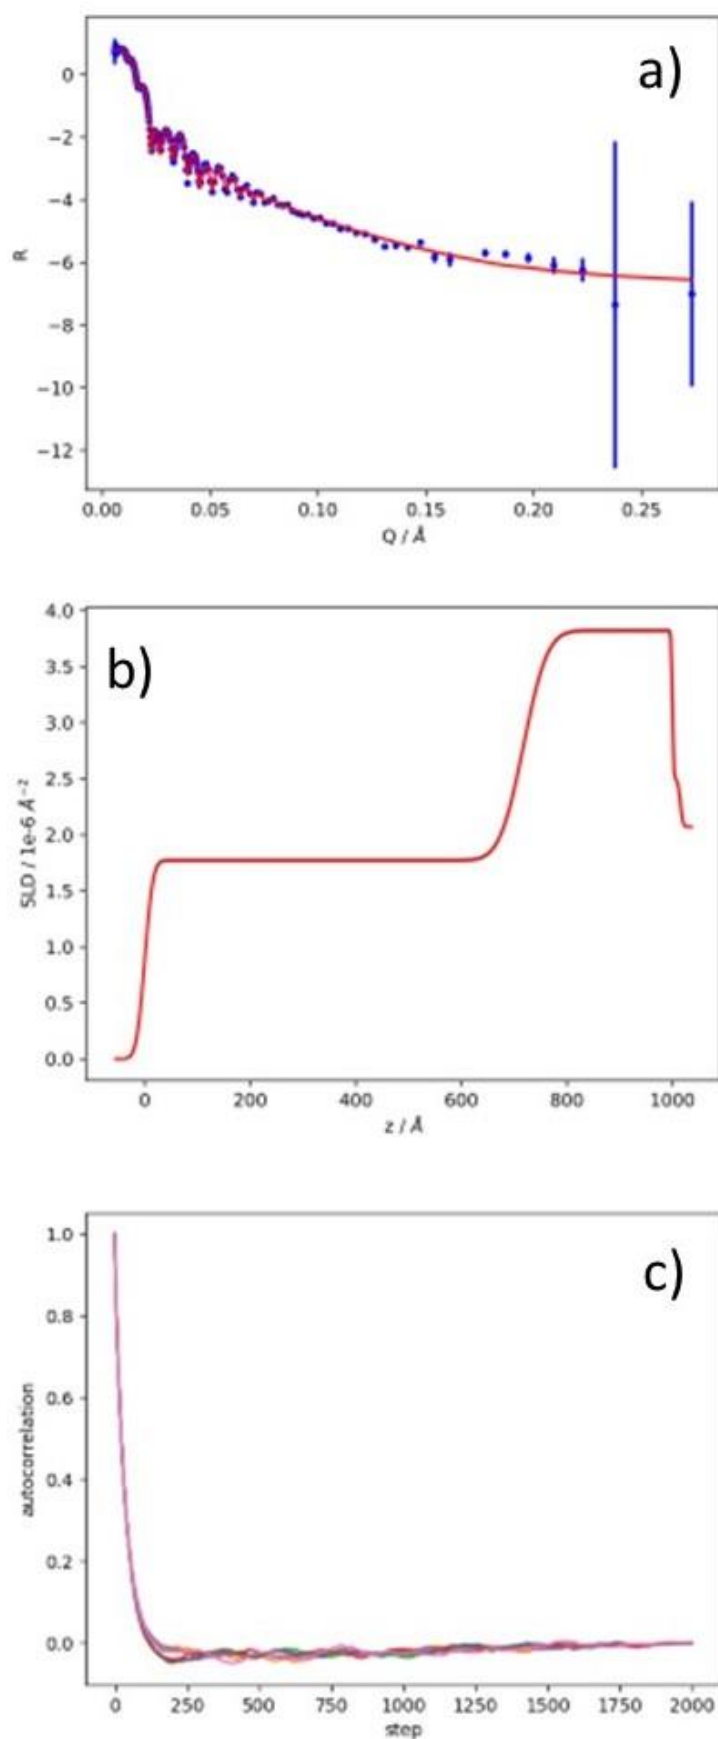 a)
0
−2
−4
−6
−8
−10
−12
R
0.00 0.05 0.10 0.15 0.20 0.25
Q / Å
b)
4.0
3.5
3.0
2.5
2.0
1.5
1.0
0.5
0.0
SLD / 1e-6 Å⁻²
0 200 400 600 800 1000
z / Å
c)
1.0
0.8
0.6
0.4
0.2
0.0
autocorrelation
0 250 500 750 1000 1250 1500 1750 2000
step